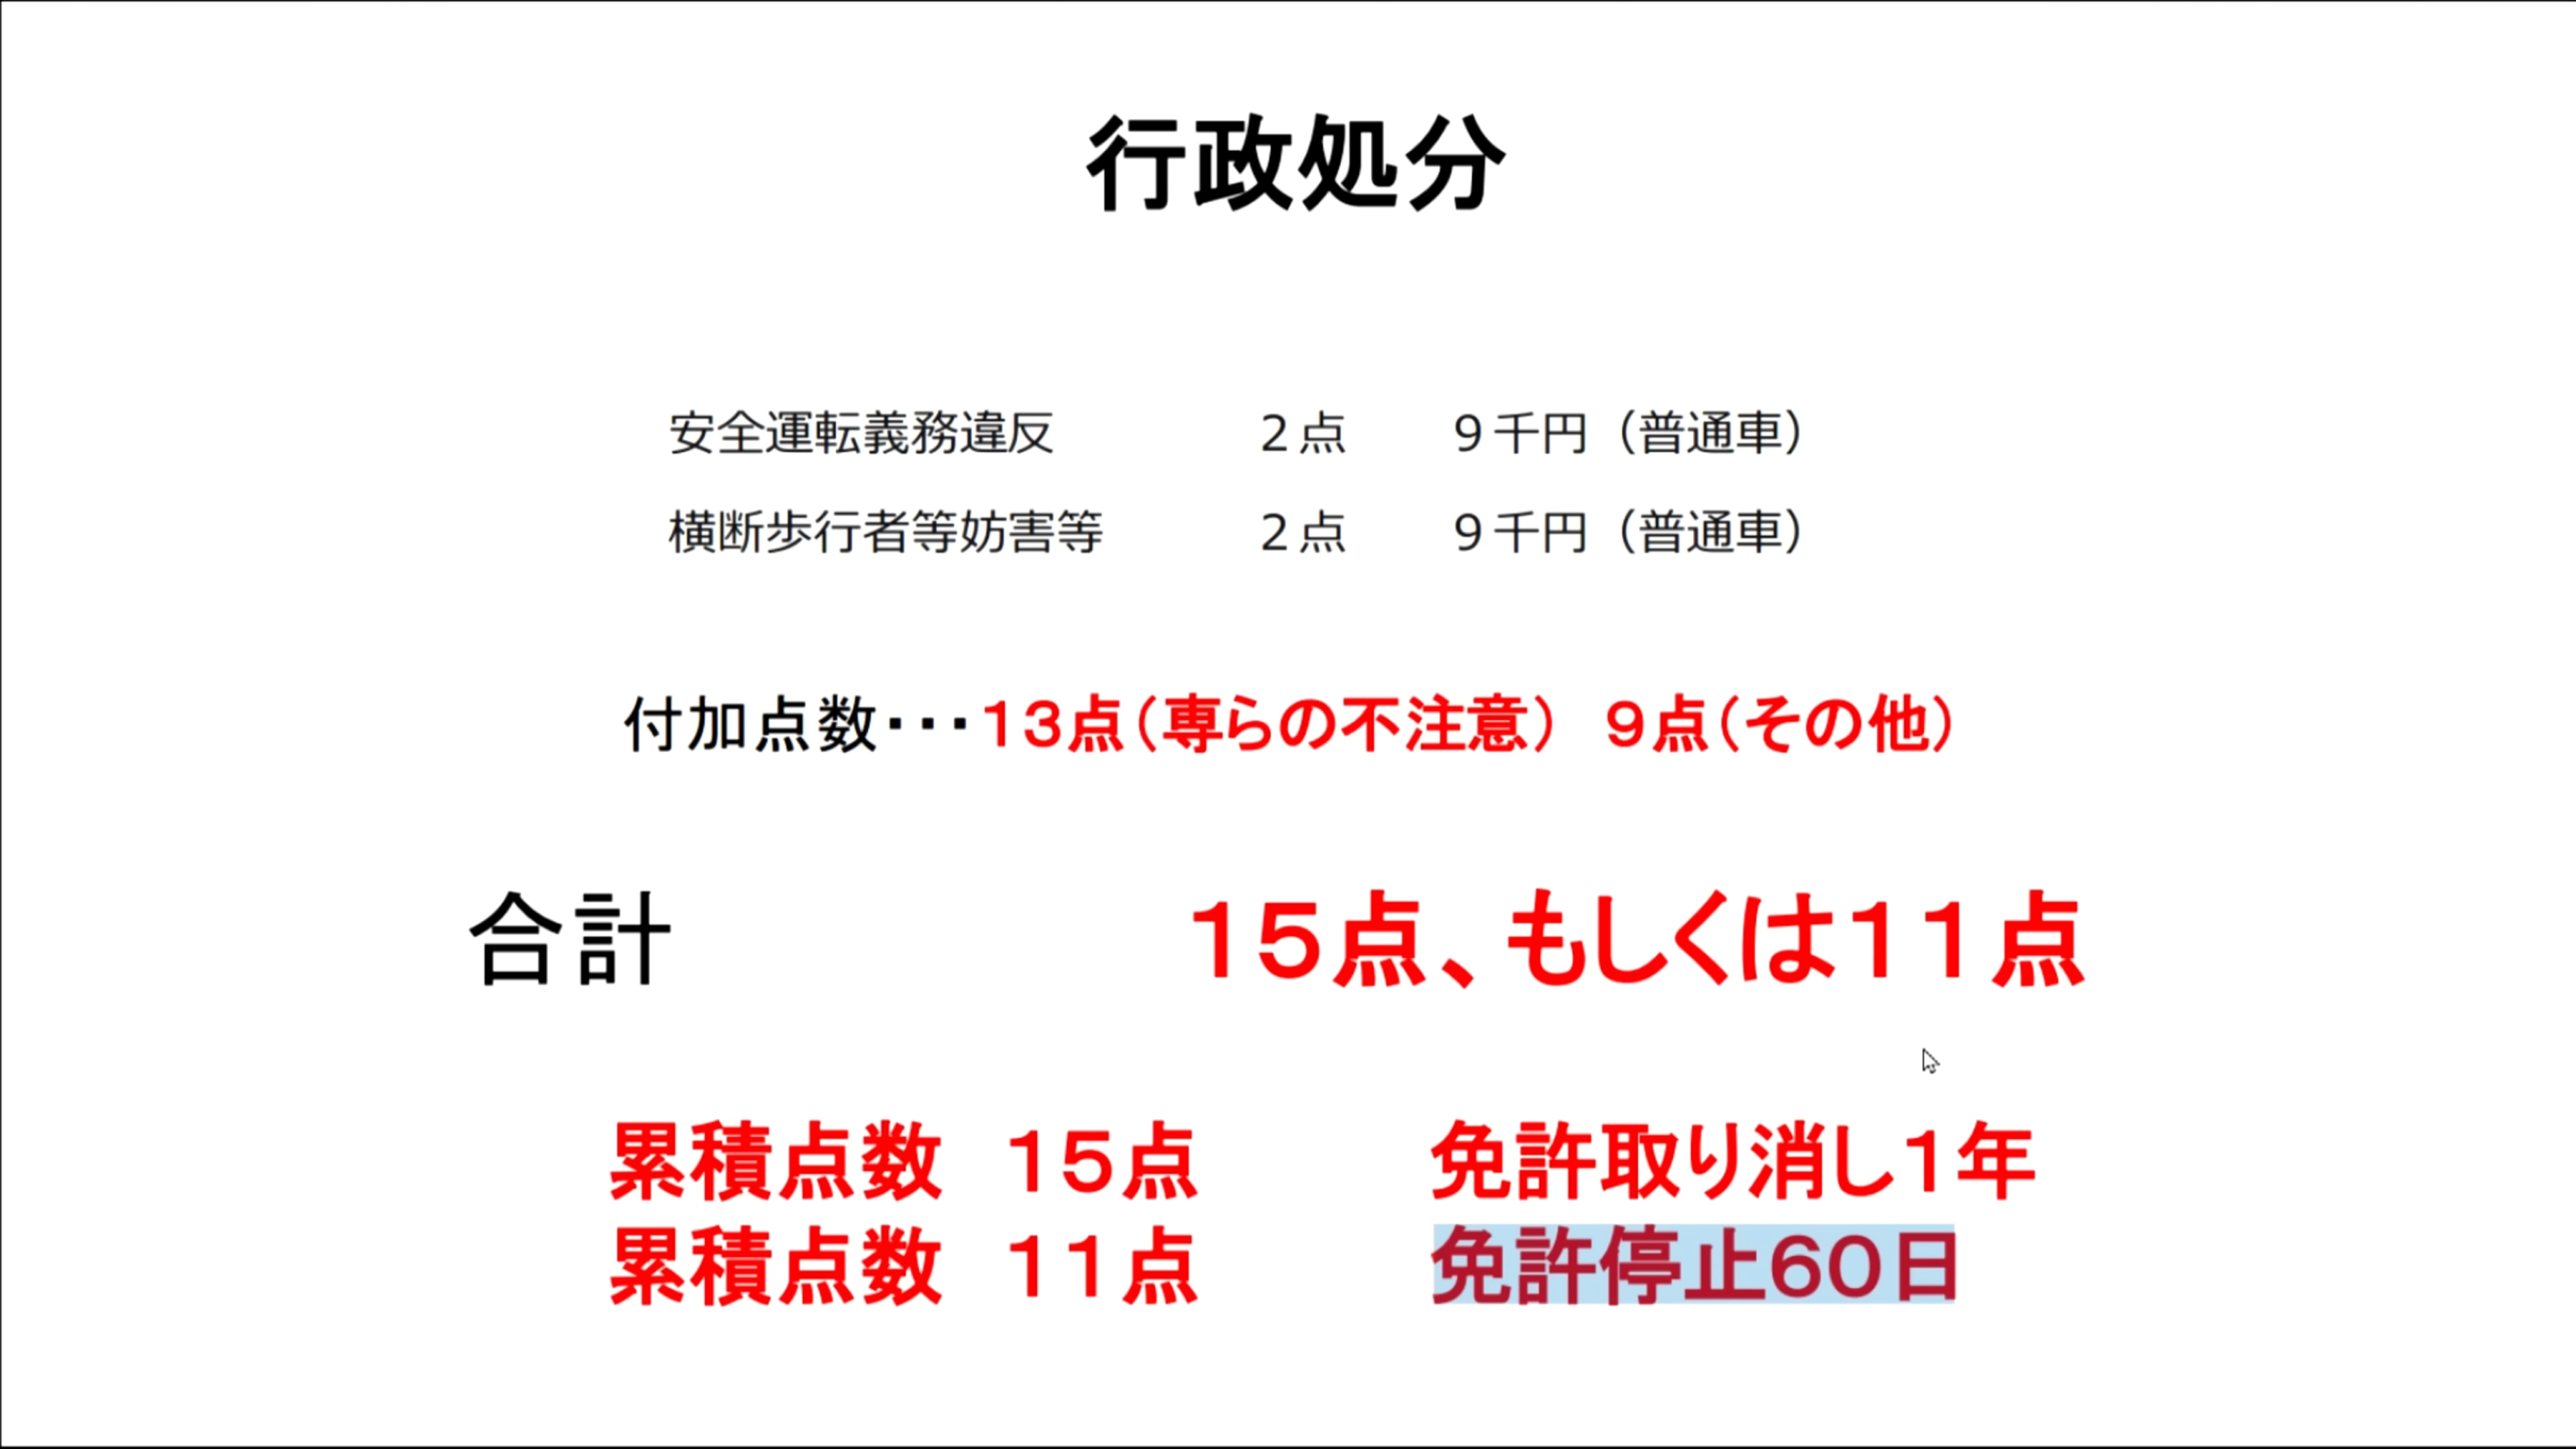 行政処分
安全運転義務違反 2点 9千円（普通車）
横断歩行者等妨害等 2点 9千円（普通車）
付加点数・・・13点（専らの不注意） 9点（その他）
合計 15点、もしくは11点
累積点数 15点 免許取り消し1年
累積点数 11点 免許停止60日